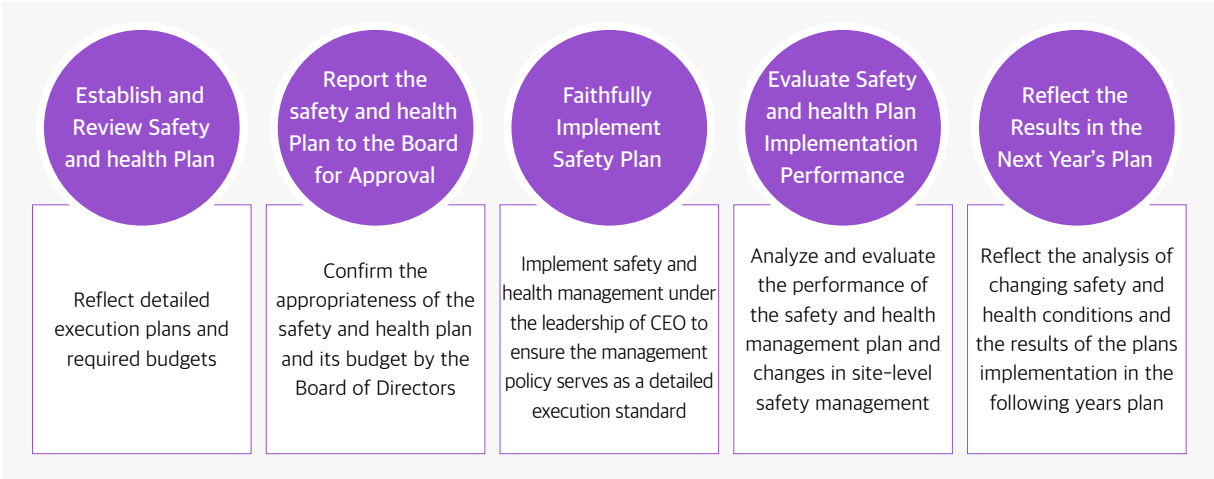 Establish and
Review Safety
and health Plan
Reflect detailed
execution plans and
required budgets
Report the
safety and health
Plan to the Board
for Approval
Confirm the
appropriateness of the
safety and health plan
and its budget by the
Board of Directors
Faithfully
Implement
Safety Plan
Implement safety and
health management under
the leadership of CEO to
ensure the management
policy serves as a detailed
execution standard
Evaluate Safety
and health Plan
Implementation
Performance
Analyze and evaluate
the performance of
the safety and health
management plan and
changes in site-level
safety management
Reflect the
Results in the
Next Year's Plan
Reflect the analysis of
changing safety and
health conditions and
the results of the plans
implementation in the
following years plan